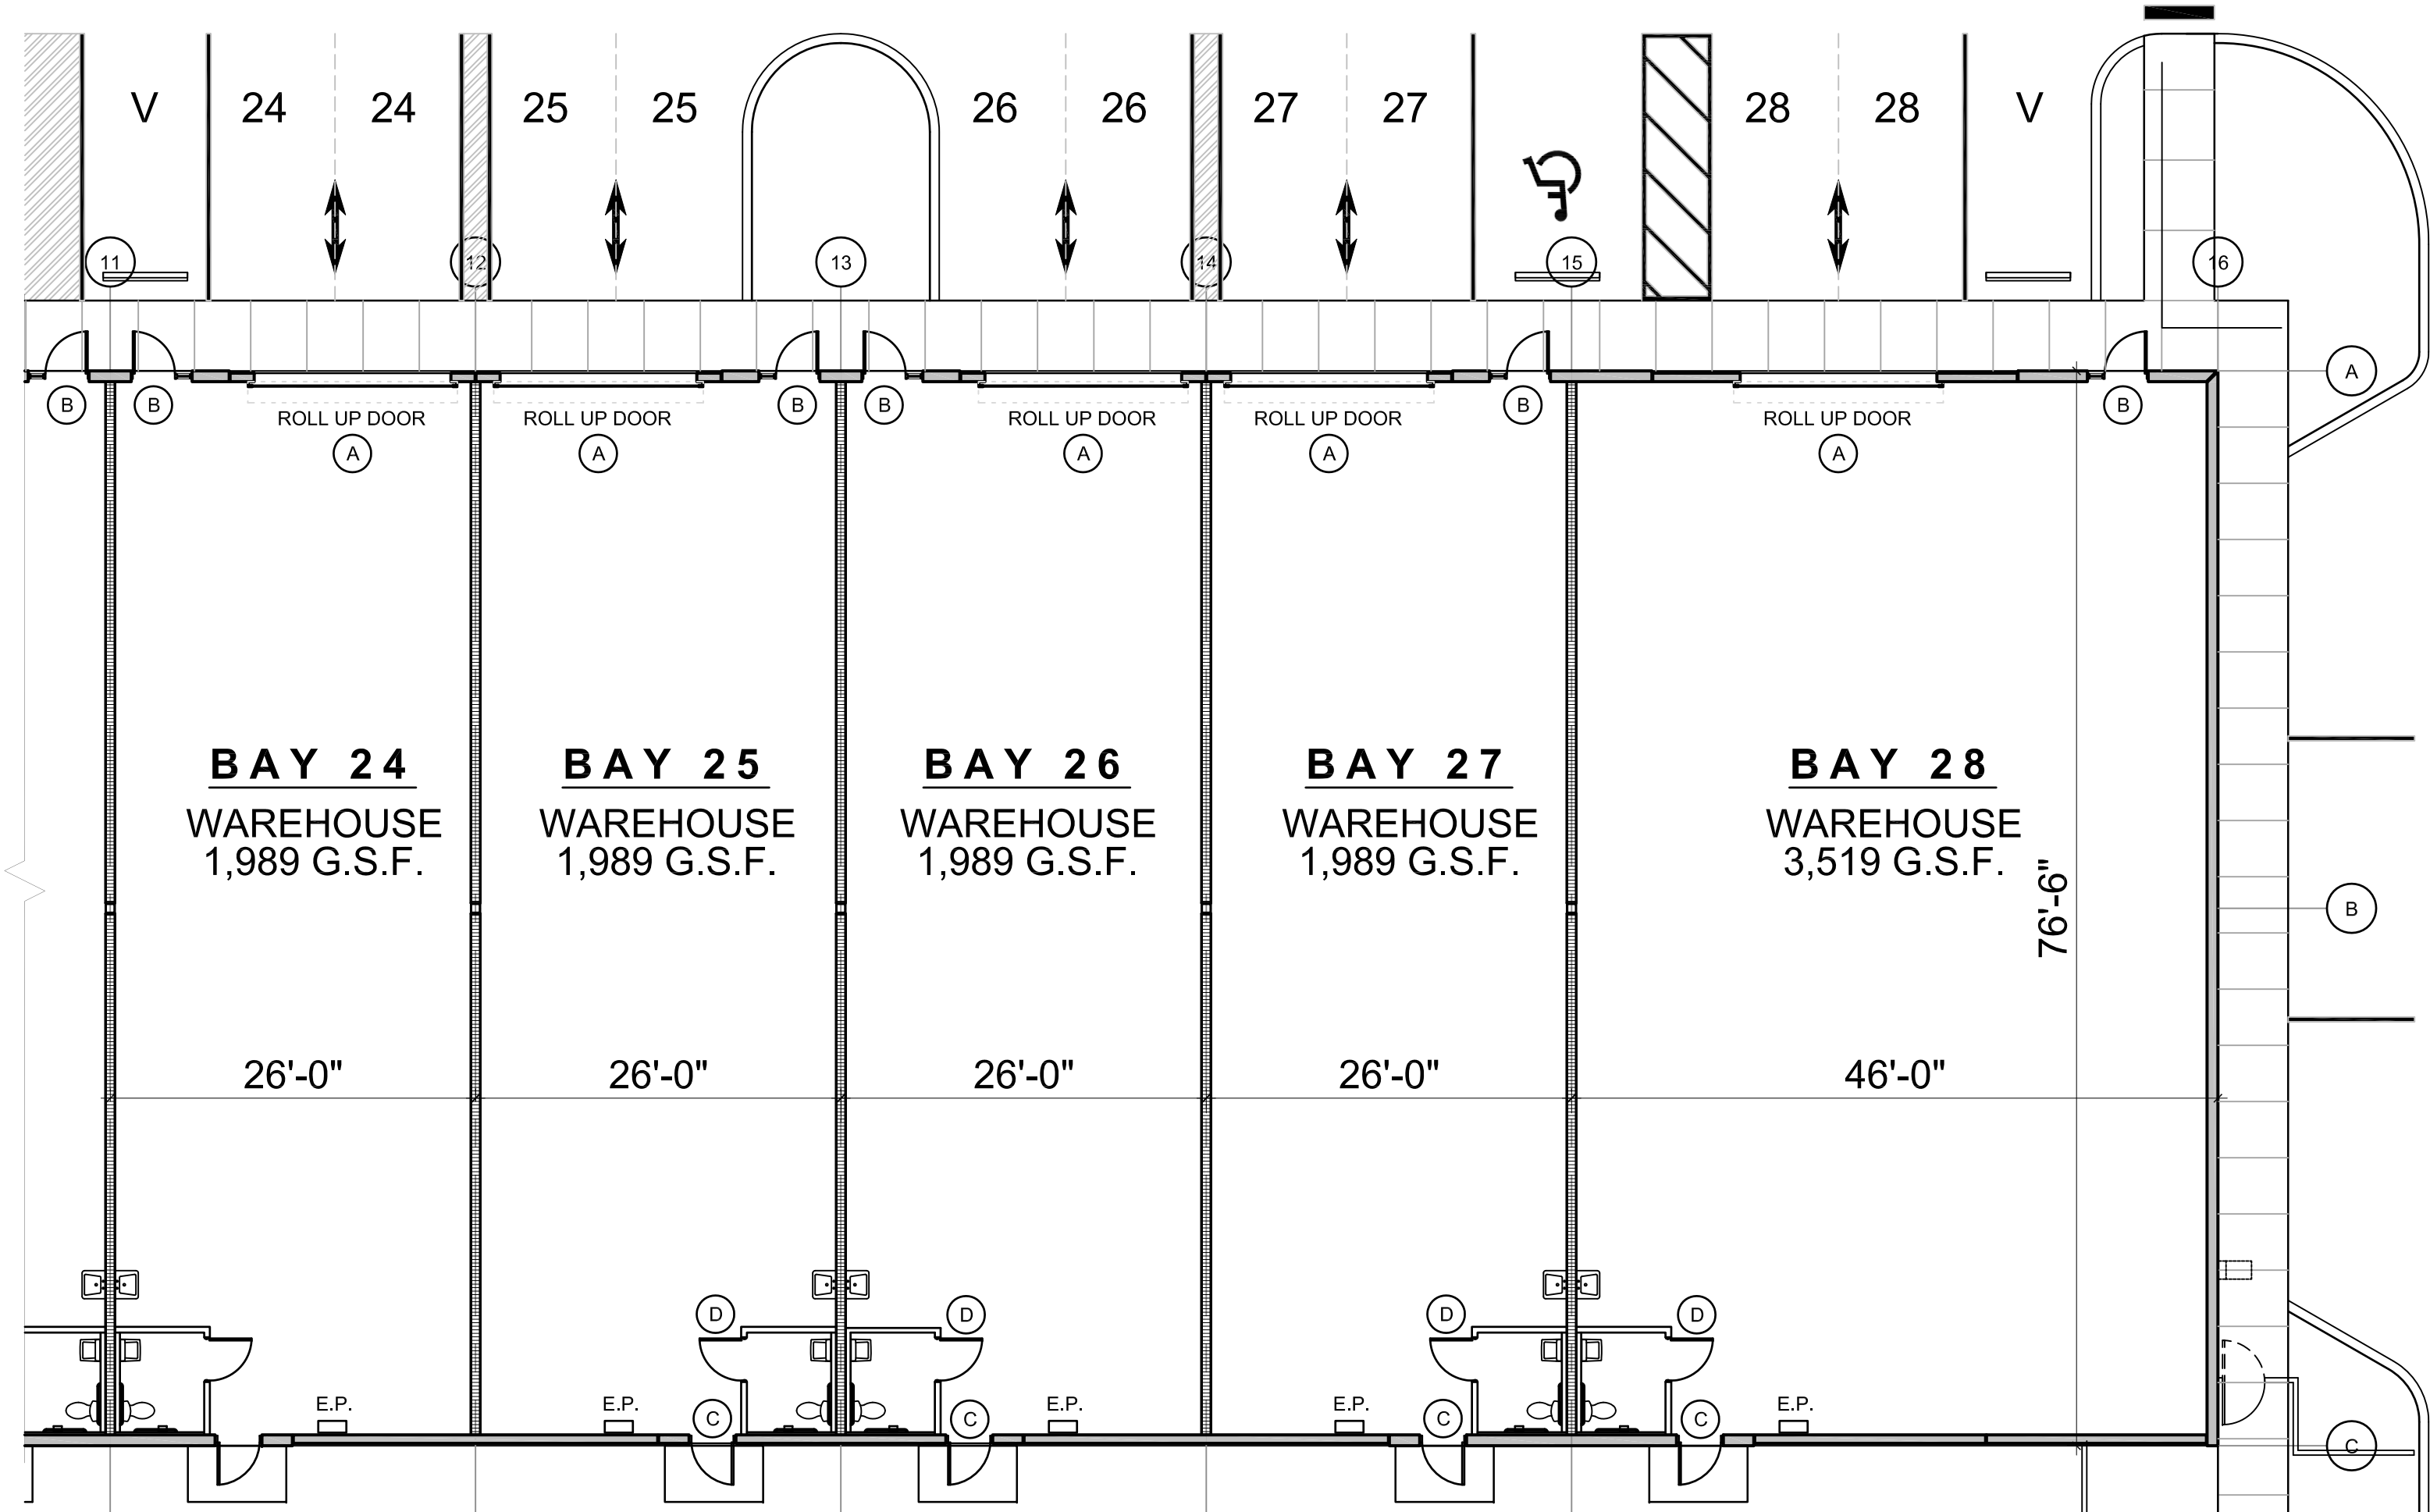 V 24 24 25 25 26 26 27 27 28 28 V
11 12 13 14 15 16
A
B B B B B B
ROLL UP DOOR ROLL UP DOOR ROLL UP DOOR ROLL UP DOOR ROLL UP DOOR
A A A A A
BAY 24 BAY 25 BAY 26 BAY 27 BAY 28
WAREHOUSE WAREHOUSE WAREHOUSE WAREHOUSE WAREHOUSE
1,989 G.S.F. 1,989 G.S.F. 1,989 G.S.F. 1,989 G.S.F. 3,519 G.S.F.
76'-6"
B
26'-0" 26'-0" 26'-0" 26'-0" 46'-0"
D D D D
E.P. E.P. E.P. E.P. E.P.
C C C C
C